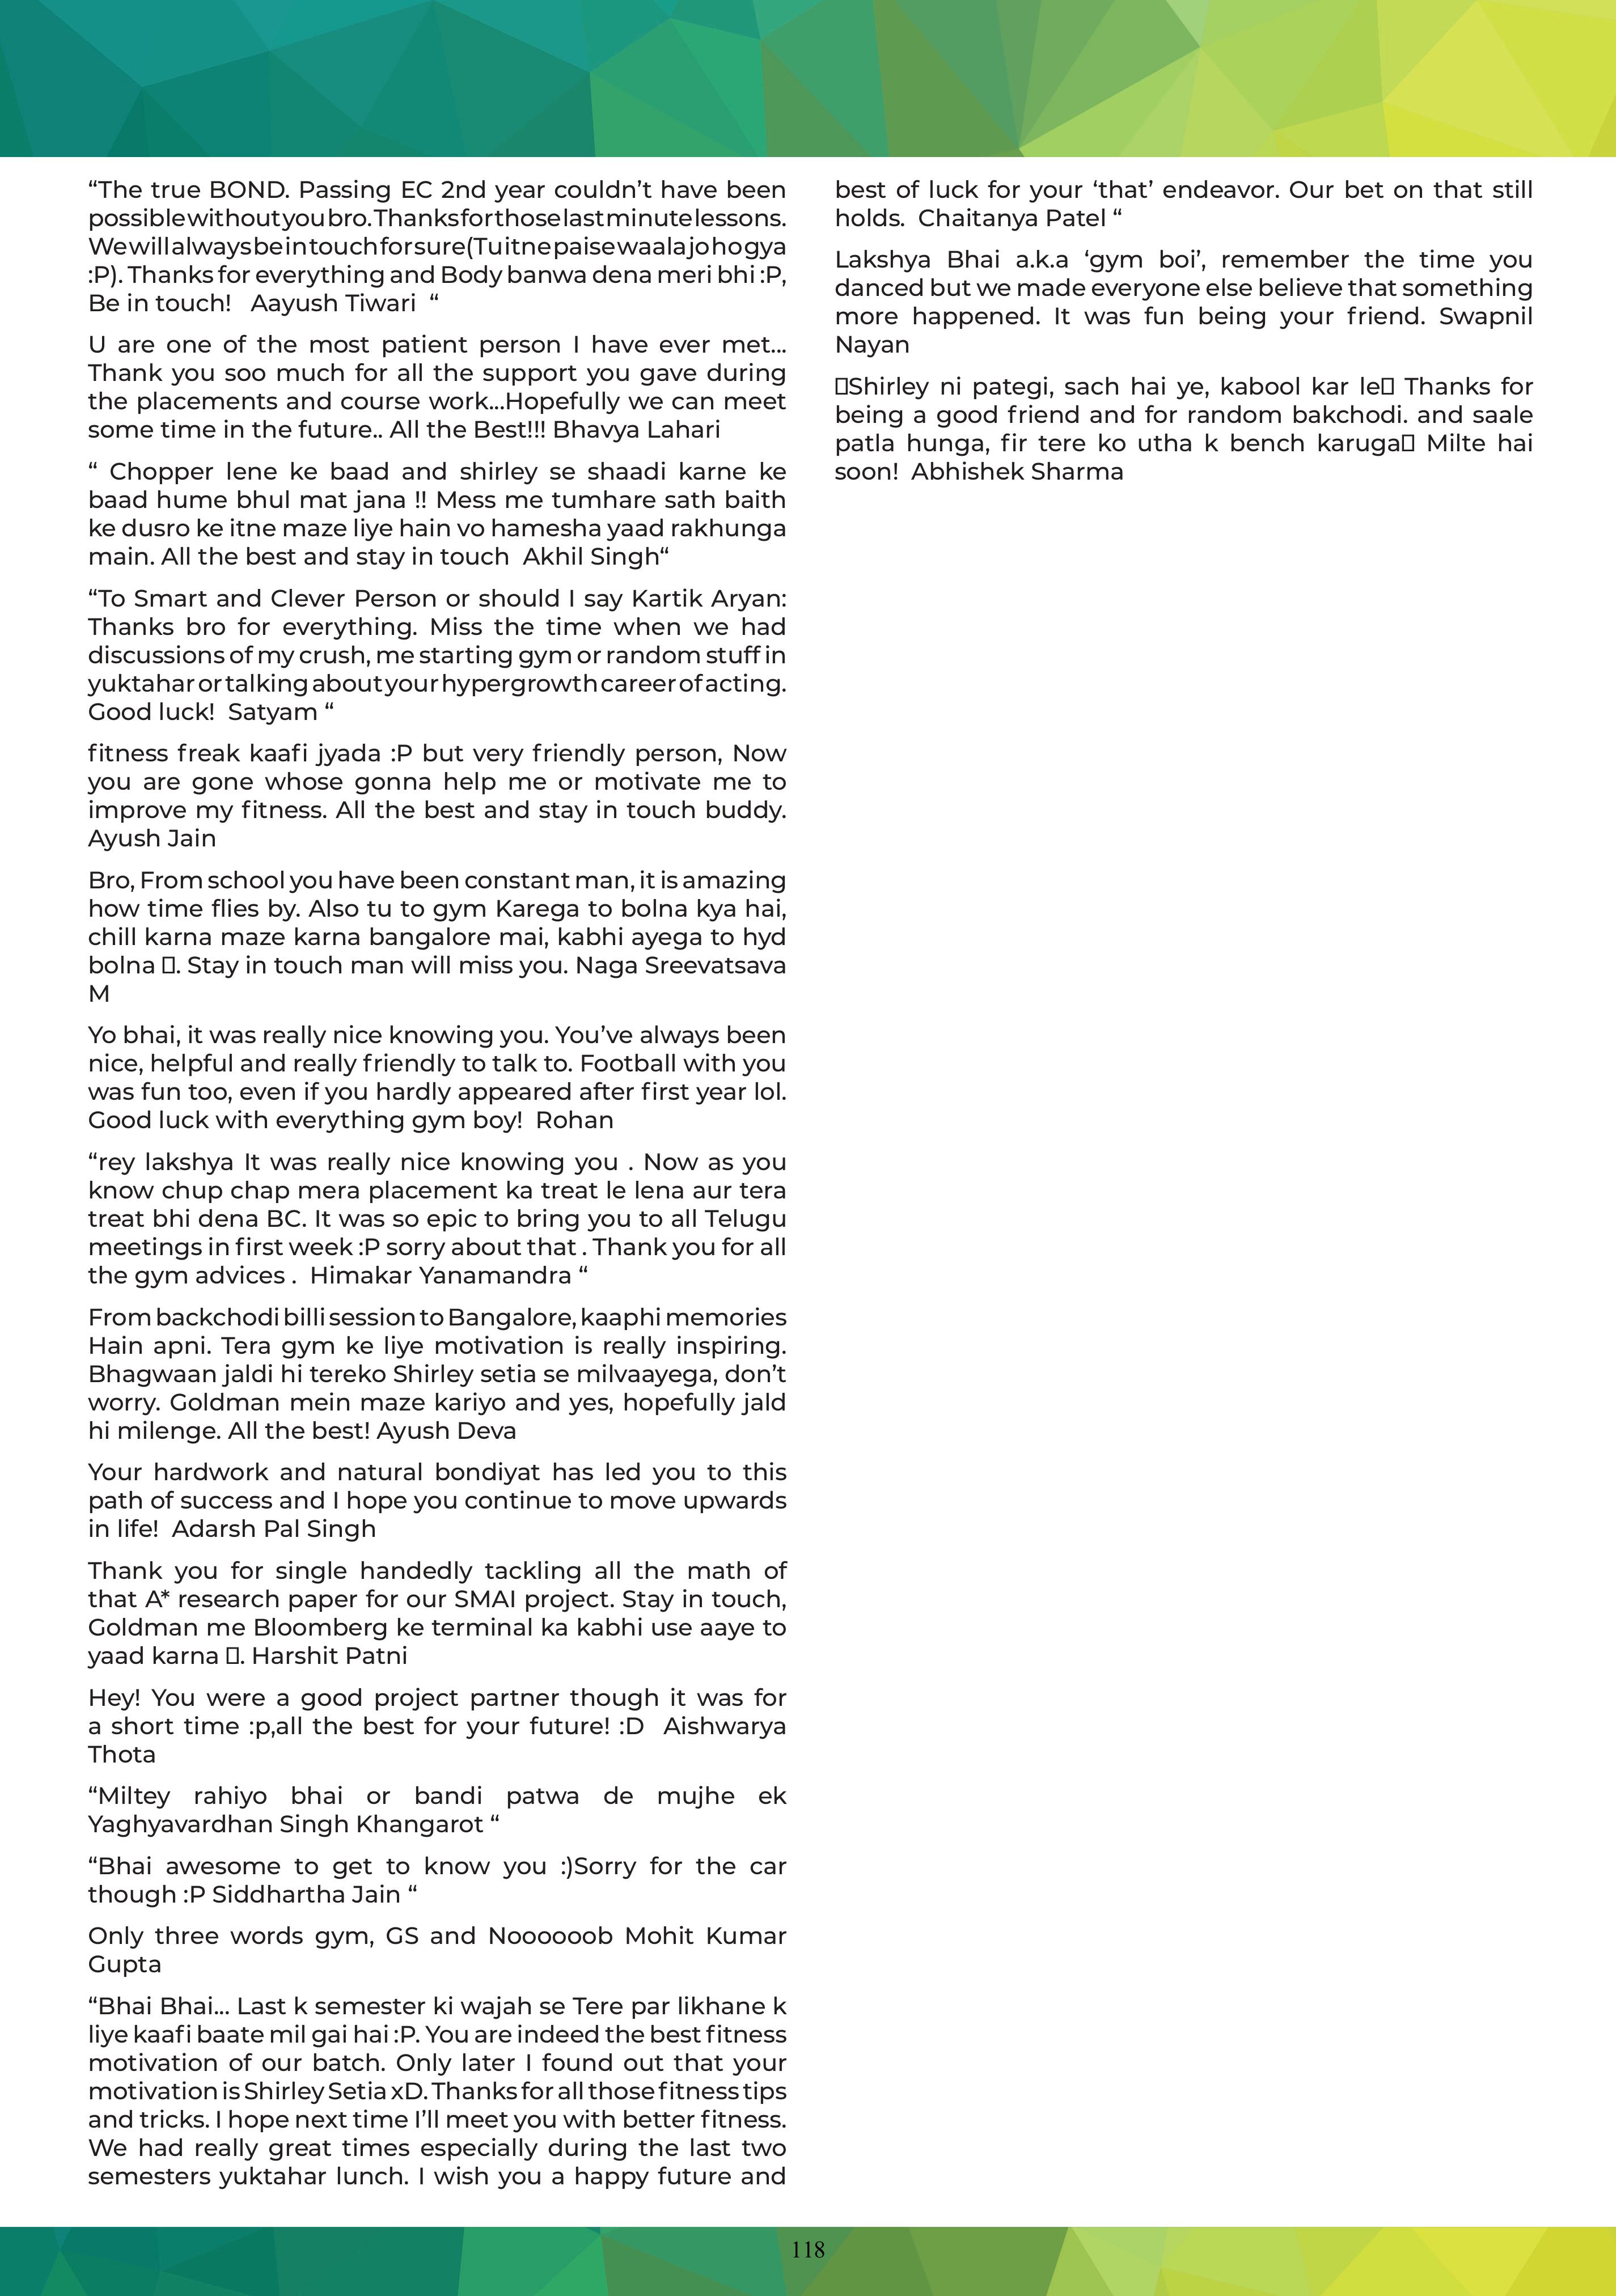 “The true BOND. Passing EC 2nd year couldn’t have been
possible without you bro. Thanks for those last minute lessons.
We will always be in touch for sure (Tu itne paise waala jo ho gya
:P). Thanks for everything and Body banwa dena meri bhi :P,
Be in touch!   Aayush Tiwari  “
U are one of the most patient person I have ever met...
Thank you soo much for all the support you gave during
the placements and course work...Hopefully we can meet
some time in the future.. All the Best!!! Bhavya Lahari
“ Chopper lene ke baad and shirley se shaadi karne ke
baad hume bhul mat jana !! Mess me tumhare sath baith
ke dusro ke itne maze liye hain vo hamesha yaad rakhunga
main. All the best and stay in touch  Akhil Singh“
“To Smart and Clever Person or should I say Kartik Aryan:
Thanks bro for everything. Miss the time when we had
discussions of my crush, me starting gym or random stuff in
yuktahar or talking about your hypergrowth career of acting.
Good luck!  Satyam “
fitness freak kaafi jyada :P but very friendly person, Now
you are gone whose gonna help me or motivate me to
improve my fitness. All the best and stay in touch buddy.
Ayush Jain
Bro, From school you have been constant man, it is amazing
how time flies by. Also tu to gym Karega to bolna kya hai,
chill karna maze karna bangalore mai, kabhi ayega to hyd
bolna . Stay in touch man will miss you. Naga Sreevatsava
M
Yo bhai, it was really nice knowing you. You’ve always been
nice, helpful and really friendly to talk to. Football with you
was fun too, even if you hardly appeared after first year lol.
Good luck with everything gym boy!  Rohan
“rey lakshya It was really nice knowing you . Now as you
know chup chap mera placement ka treat le lena aur tera
treat bhi dena BC. It was so epic to bring you to all Telugu
meetings in first week :P sorry about that . Thank you for all
the gym advices .  Himakar Yanamandra “
From backchodi billi session to Bangalore, kaaphi memories
Hain apni. Tera gym ke liye motivation is really inspiring.
Bhagwaan jaldi hi tereko Shirley setia se milvaayega, don’t
worry. Goldman mein maze kariyo and yes, hopefully jald
hi milenge. All the best! Ayush Deva
Your hardwork and natural bondiyat has led you to this
path of success and I hope you continue to move upwards
in life!  Adarsh Pal Singh
Thank you for single handedly tackling all the math of
that A* research paper for our SMAI project. Stay in touch,
Goldman me Bloomberg ke terminal ka kabhi use aaye to
yaad karna . Harshit Patni
Hey! You were a good project partner though it was for
a short time :p,all the best for your future! :D  Aishwarya
Thota
“Miltey rahiyo bhai or bandi patwa de mujhe ek
Yaghyavardhan Singh Khangarot “
“Bhai awesome to get to know you :)Sorry for the car
though :P Siddhartha Jain “
Only three words gym, GS and Noooooob Mohit Kumar
Gupta
“Bhai Bhai... Last k semester ki wajah se Tere par likhane k
liye kaafi baate mil gai hai :P. You are indeed the best fitness
motivation of our batch. Only later I found out that your
motivation is Shirley Setia xD. Thanks for all those fitness tips
and tricks. I hope next time I’ll meet you with better fitness.
We had really great times especially during the last two
semesters yuktahar lunch. I wish you a happy future and
best of luck for your ‘that’ endeavor. Our bet on that still
holds.  Chaitanya Patel “
Lakshya Bhai a.k.a ‘gym boi’, remember the time you
danced but we made everyone else believe that something
more happened. It was fun being your friend. Swapnil
Nayan
Shirley ni pategi, sach hai ye, kabool kar le Thanks for
being a good friend and for random bakchodi. and saale
patla hunga, fir tere ko utha k bench karuga Milte hai
soon!  Abhishek Sharma
118